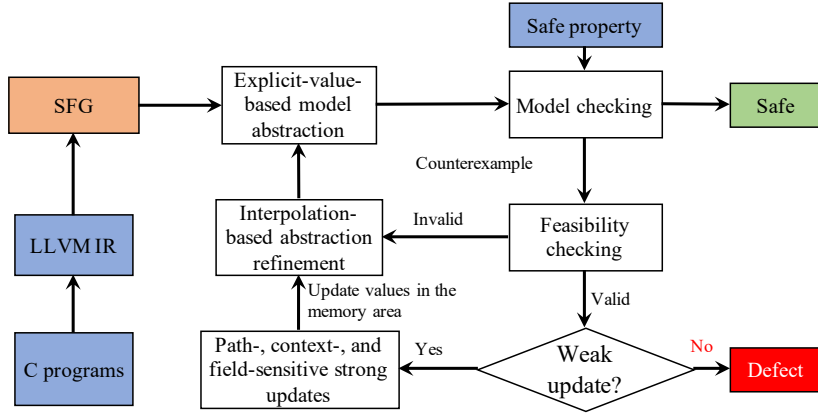 Safe property
SFG
Explicit-value-
based model
abstraction
Model checking
Safe
Counterexample
LLVM IR
Interpolation-
based abstraction
refinement
Invalid
Feasibility
checking
Update values in the
memory area
Valid
C programs
Path-, context-, and
field-sensitive strong
updates
Yes
Weak
update?
No
Defect